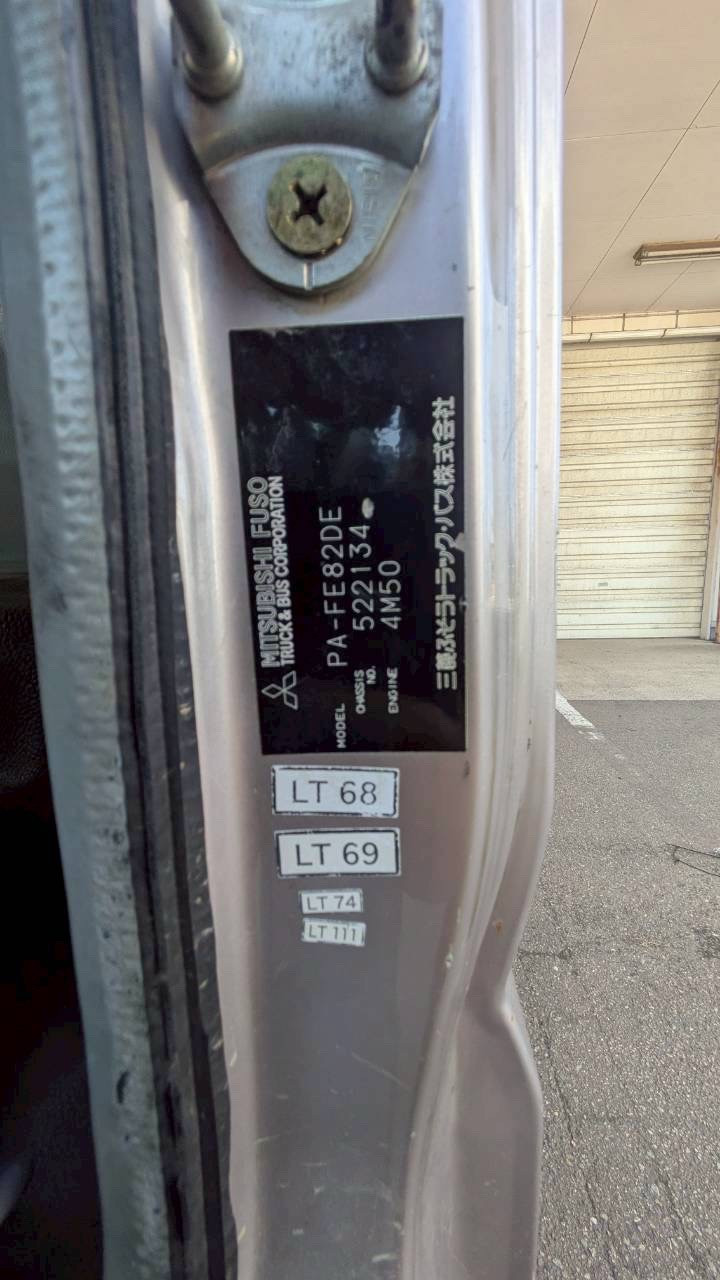 MITSUBISHI FUSO
TRUCK & BUS CORPORATION
MODEL PA-FE82DE
CHASSIS NO. 522134
ENGINE 4M50
三菱ふそうトラック・バス株式会社
LT 68
LT 69
LT 74
LT 111